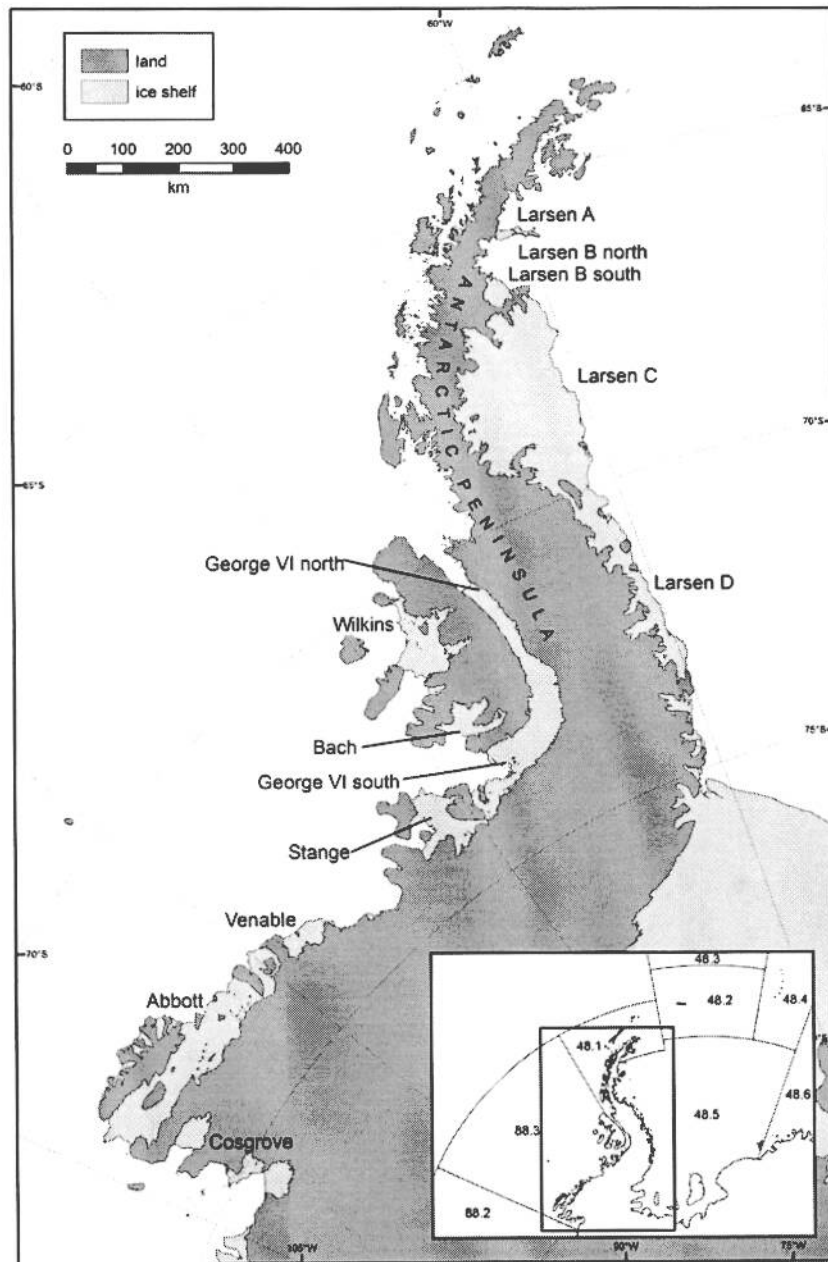 60°W
land
ice shelf
60°S
65°S
0 100 200 300 400
km
Larsen A
Larsen B north
Larsen B south
ANTARCTIC PENINSULA
Larsen C
70°S
65°S
George VI north
Larsen D
Wilkins
75°S
Bach
George VI south
Stange
Venable
70°S
Abbott
Cosgrove
48.3
48.2
48.4
48.1
48.6
48.5
88.3
88.2
105°W
90°W
75°W